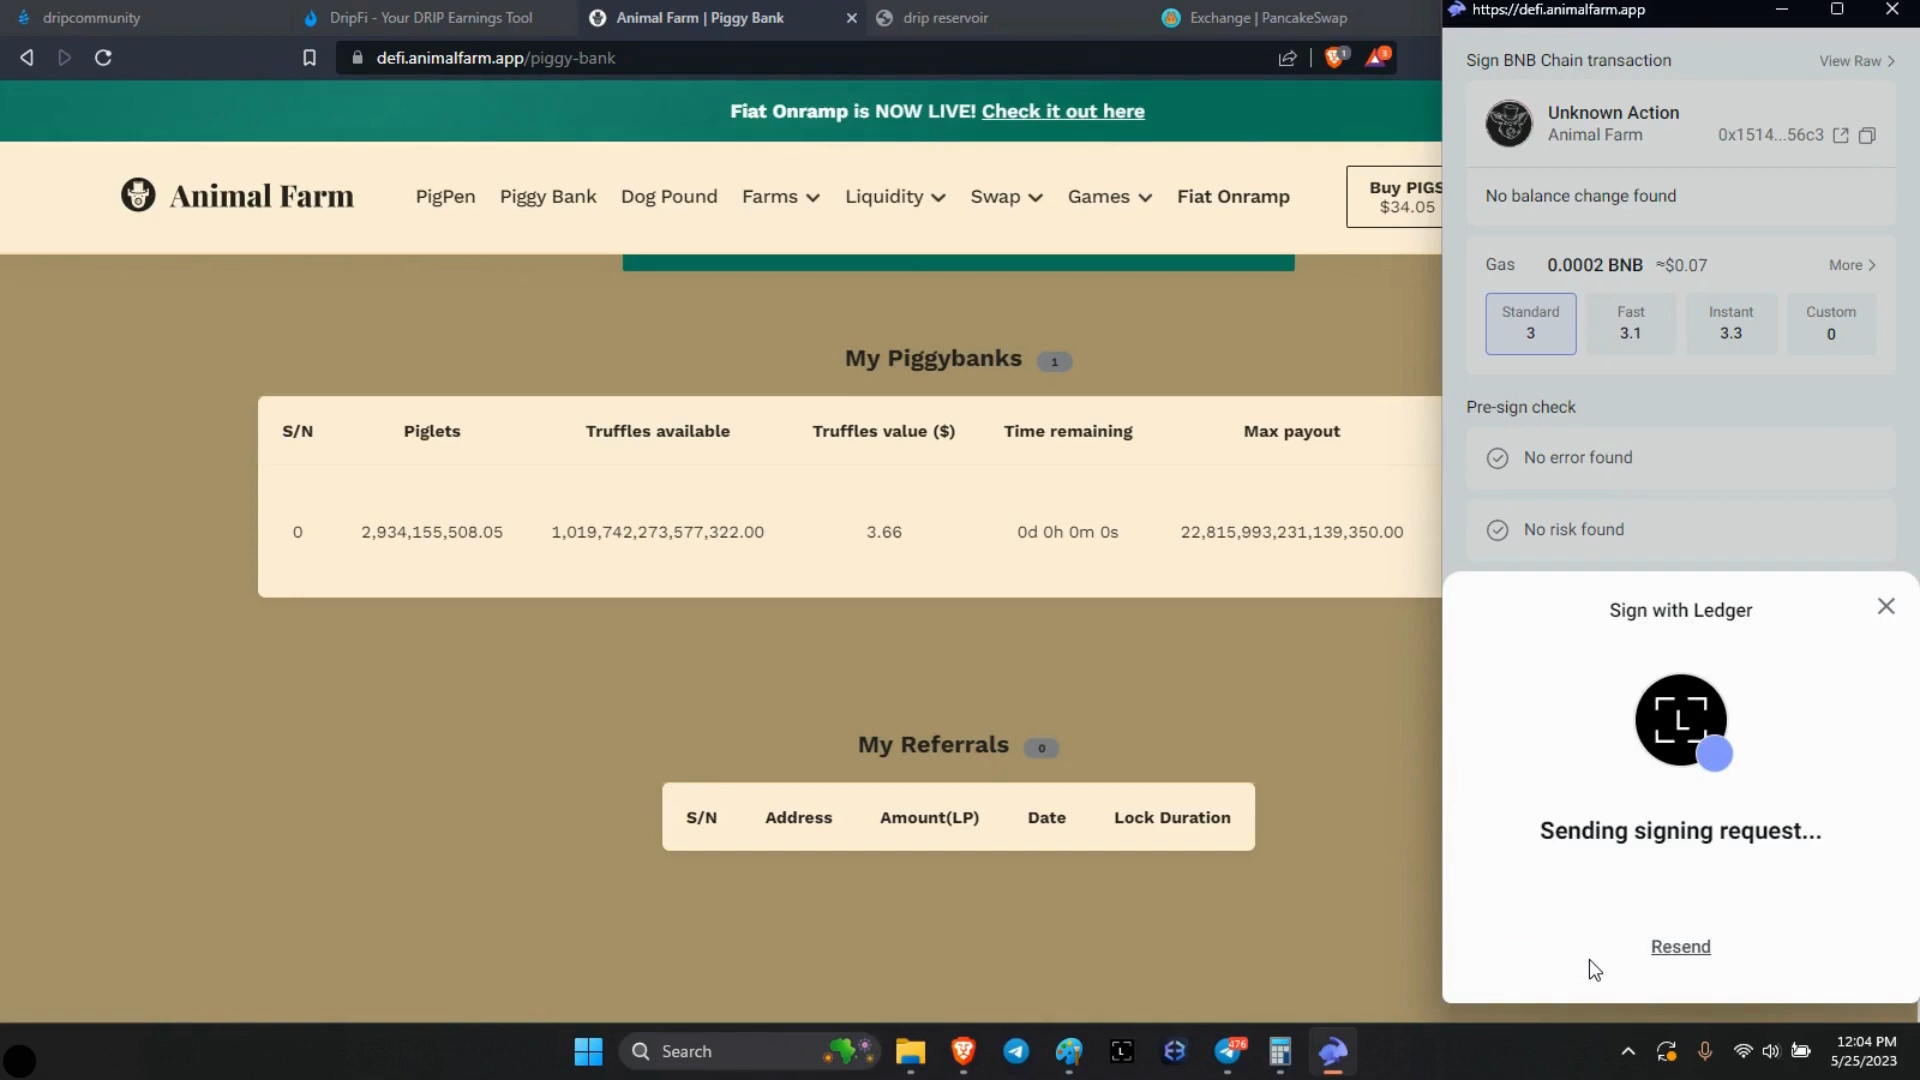 dripcommunity
DripFi - Your DRIP Earnings Tool
Animal Farm | Piggy Bank
drip reservoir
Exchange | PancakeSwap
https://defi.animalfarm.app
defi.animalfarm.app/piggy-bank
1
3
Fiat Onramp is NOW LIVE! Check it out here
Animal Farm
PigPen
Piggy Bank
Dog Pound
Farms
Liquidity
Swap
Games
Fiat Onramp
Buy PIGS
$34.05
My Piggybanks 1
S/N Piglets Truffles available Truffles value ($) Time remaining Max payout
0 2,934,155,508.05 1,019,742,273,577,322.00 3.66 0d 0h 0m 0s 22,815,993,231,139,350.00
My Referrals 0
S/N Address Amount(LP) Date Lock Duration
Sign BNB Chain transaction
View Raw >
Unknown Action
Animal Farm 0x1514...56c3
No balance change found
Gas 0.0002 BNB ≈$0.07 More >
Standard Fast Instant Custom
3 3.1 3.3 0
Pre-sign check
No error found
No risk found
Sign with Ledger
L
Sending signing request...
Resend
Search
L
476
12:04 PM
5/25/2023